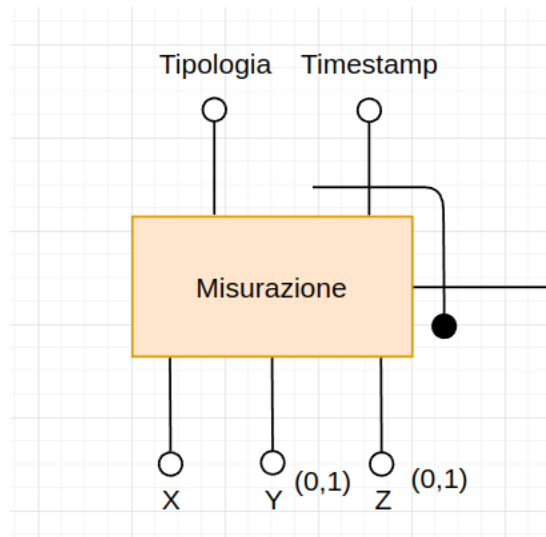 Tipologia Timestamp
Misurazione
X Y (0,1) Z (0,1)